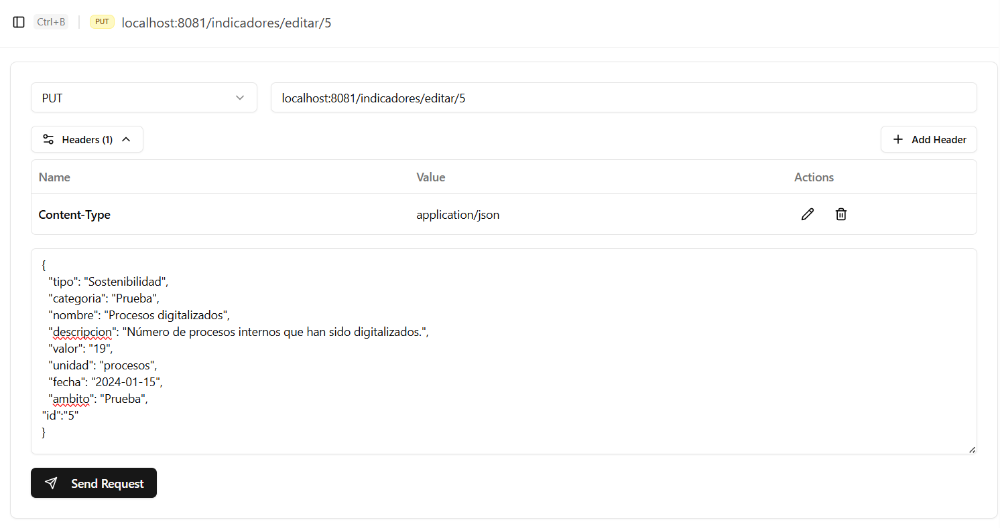 Ctrl+B PUT localhost:8081/indicadores/editar/5
PUT localhost:8081/indicadores/editar/5
Headers (1) Add Header
Name Value Actions
Content-Type application/json
{
"tipo": "Sostenibilidad",
"categoria": "Prueba",
"nombre": "Procesos digitalizados",
"descripcion": "Número de procesos internos que han sido digitalizados.",
"valor": "19",
"unidad": "procesos",
"fecha": "2024-01-15",
"ambito": "Prueba",
"id":"5"
}
Send Request